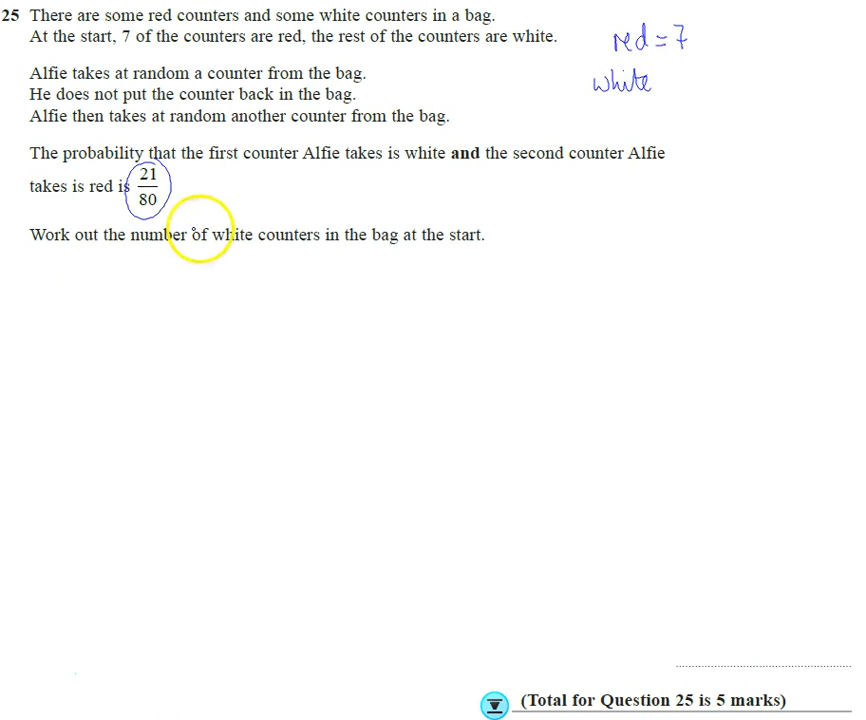 25 There are some red counters and some white counters in a bag.
At the start, 7 of the counters are red, the rest of the counters are white.
red = 7
white
Alfie takes at random a counter from the bag.
He does not put the counter back in the bag.
Alfie then takes at random another counter from the bag.
The probability that the first counter Alfie takes is white and the second counter Alfie
takes is red is 21/80
Work out the number of white counters in the bag at the start.
(Total for Question 25 is 5 marks)